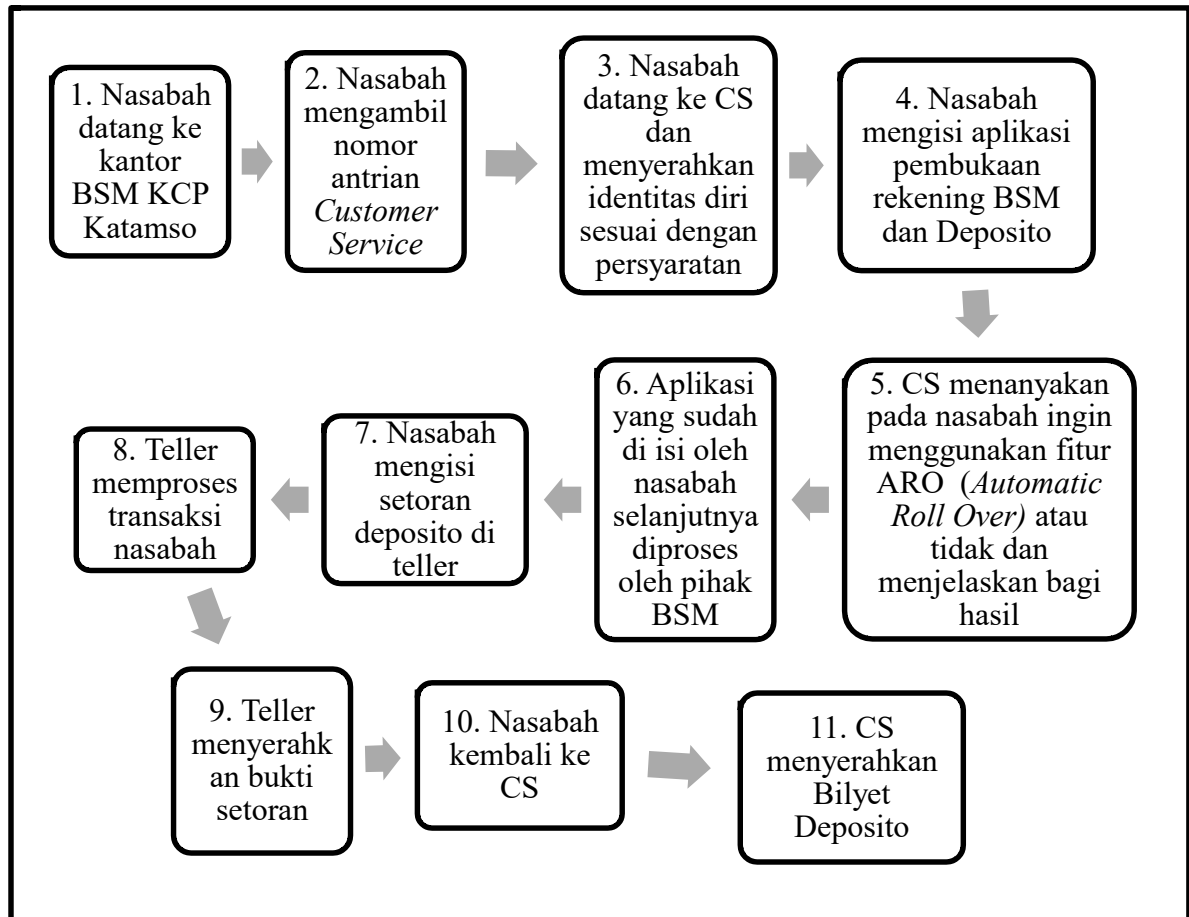 1. Nasabah
datang ke
kantor
BSM KCP
Katamso
2. Nasabah
mengambil
nomor
antrian
Customer
Service
3. Nasabah
datang ke CS
dan
menyerahkan
identitas diri
sesuai dengan
persyaratan
4. Nasabah
mengisi aplikasi
pembukaan
rekening BSM
dan Deposito
5. CS menanyakan
pada nasabah ingin
menggunakan fitur
ARO (Automatic
Roll Over) atau
tidak dan
menjelaskan bagi
hasil
6. Aplikasi
yang sudah
di isi oleh
nasabah
selanjutnya
diproses
oleh pihak
BSM
7. Nasabah
mengisi
setoran
deposito di
teller
8. Teller
memproses
transaksi
nasabah
9. Teller
menyerahk
an bukti
setoran
10. Nasabah
kembali ke
CS
11. CS
menyerahkan
Bilyet
Deposito